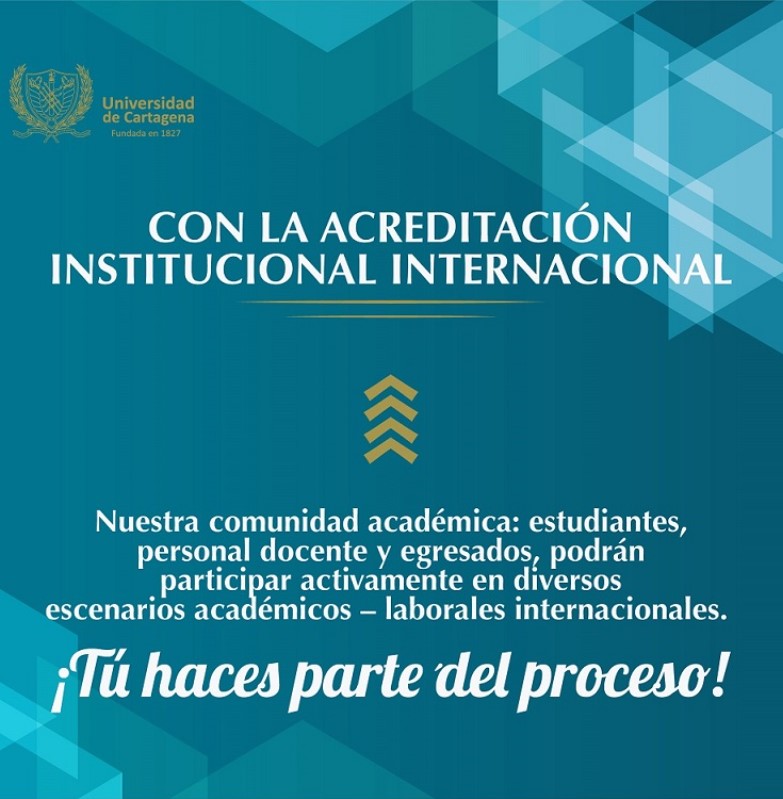 Universidad
de Cartagena
Fundada en 1827
CON LA ACREDITACIÓN
INSTITUCIONAL INTERNACIONAL
Nuestra comunidad académica: estudiantes,
personal docente y egresados, podrán
participar activamente en diversos
escenarios académicos – laborales internacionales.
¡Tú haces parte del proceso!